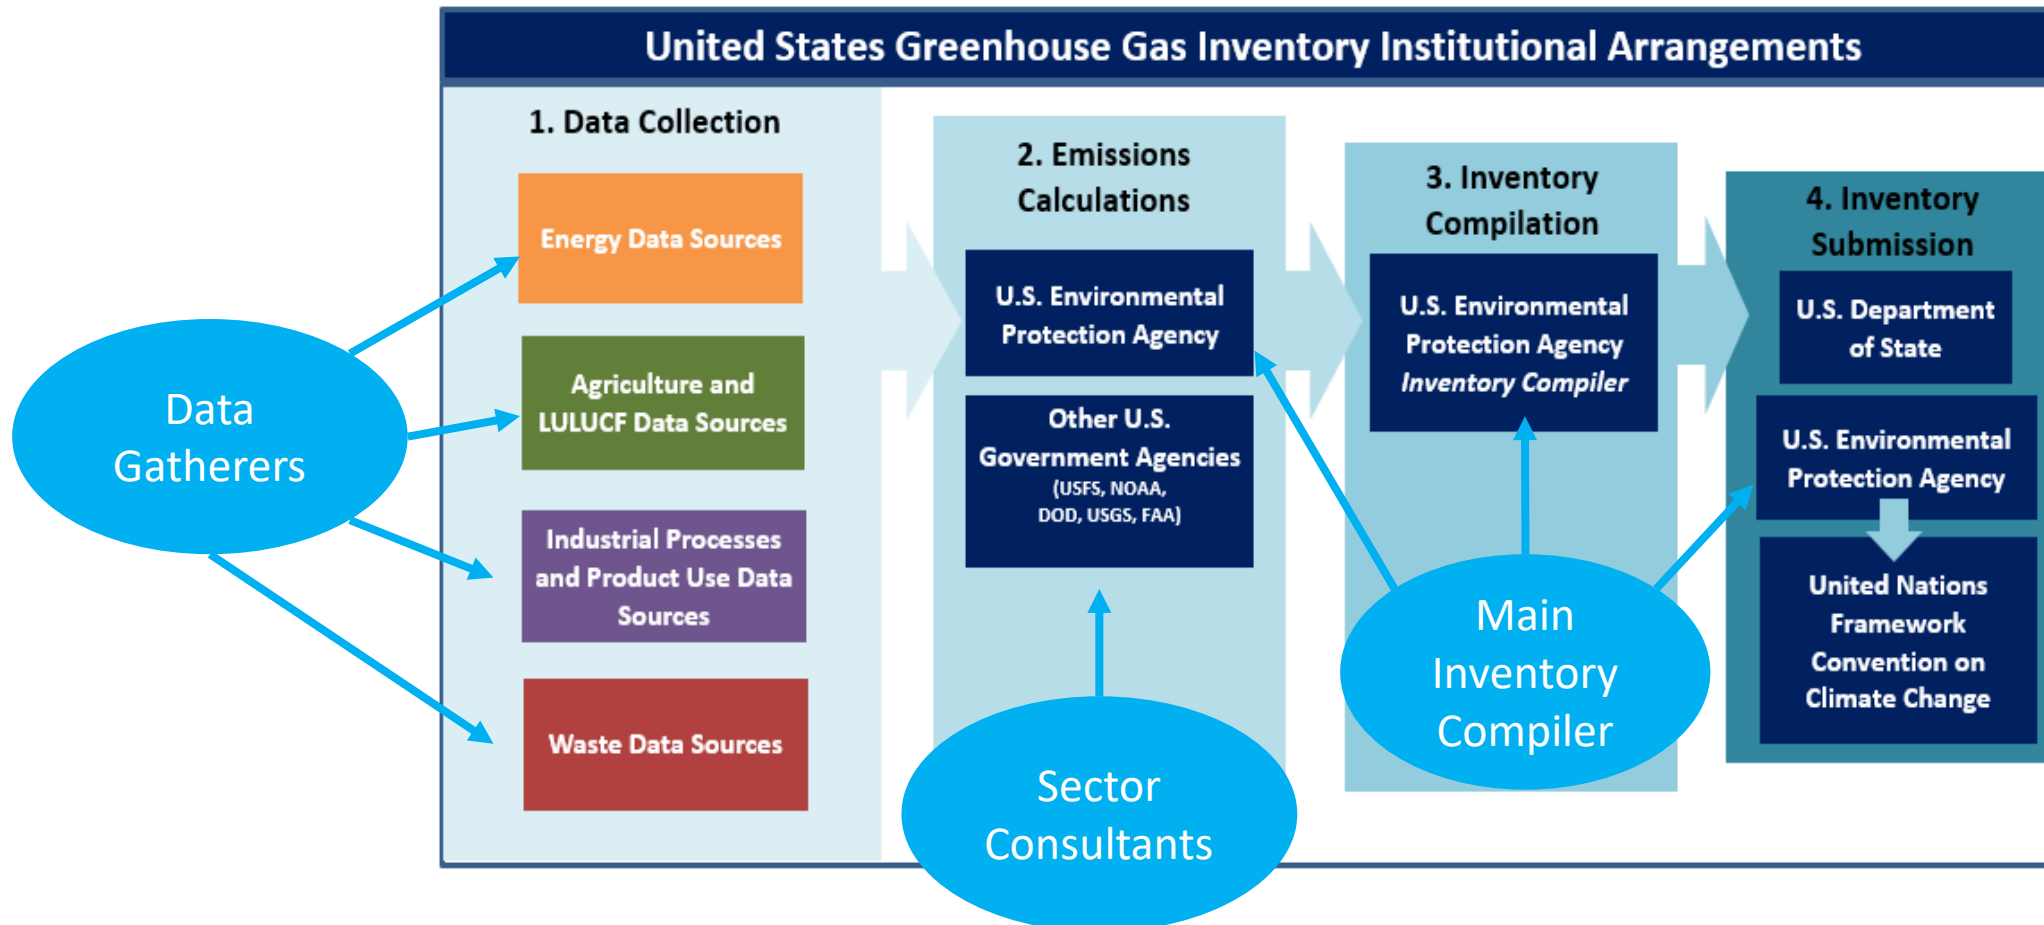 United States Greenhouse Gas Inventory Institutional Arrangements
1. Data Collection
Energy Data Sources
Agriculture and
LULUCF Data Sources
Industrial Processes
and Product Use Data
Sources
Waste Data Sources
Data
Gatherers
2. Emissions
Calculations
U.S. Environmental
Protection Agency
Other U.S.
Government Agencies
(USFS, NOAA,
DOD, USGS, FAA)
Sector
Consultants
3. Inventory
Compilation
U.S. Environmental
Protection Agency
Inventory Compiler
Main
Inventory
Compiler
4. Inventory
Submission
U.S. Department
of State
U.S. Environmental
Protection Agency
United Nations
Framework
Convention on
Climate Change